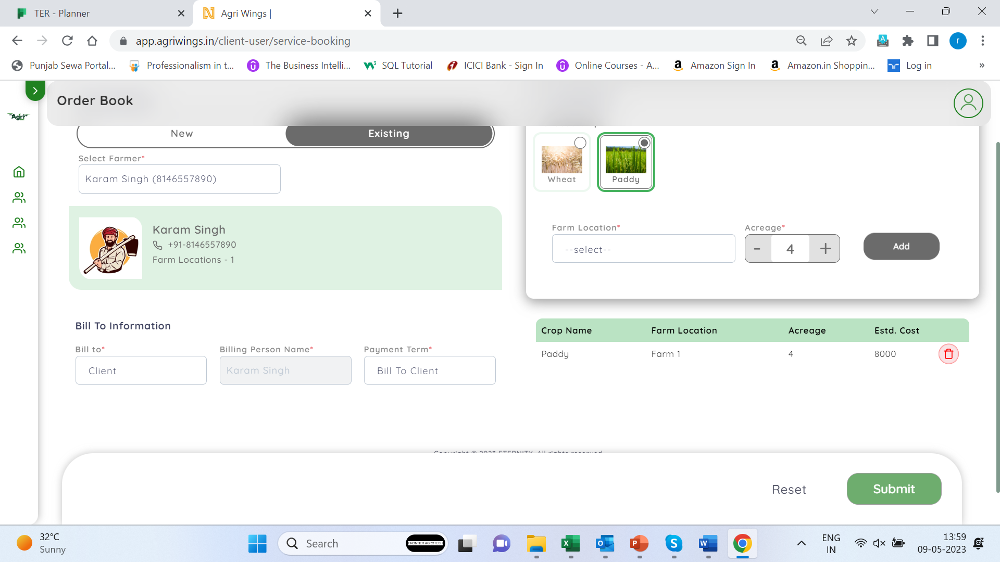 TER - Planner
Agri Wings |
app.agriwings.in/client-user/service-booking
Punjab Sewa Portal...
Professionalism in t...
The Business Intelli...
SQL Tutorial
ICICI Bank - Sign In
Online Courses - A...
Amazon Sign In
Amazon.in Shoppin...
Log in
»
Order Book
"Agri"
New
Existing
Select Farmer*
Karam Singh (8146557890)
Karam Singh
+91-8146557890
Farm Locations - 1
Bill To Information
Bill to*
Billing Person Name*
Payment Term*
Client
Karam Singh
Bill To Client
Wheat
Paddy
Farm Location*
Acreage*
--select--
- 4 +
Add
Crop Name
Farm Location
Acreage
Estd. Cost
Paddy
Farm 1
4
8000
Copyright © 2023 ETERNITY. All rights reserved
Reset
Submit
32°C
Sunny
Search
FRONTIER AGROTECH
ENG
IN
13:59
09-05-2023